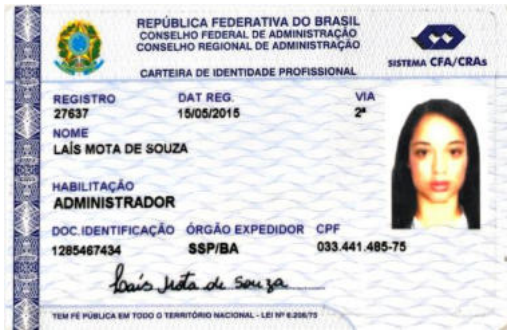 REPÚBLICA FEDERATIVA DO BRASIL
CONSELHO FEDERAL DE ADMINISTRAÇÃO
CONSELHO REGIONAL DE ADMINISTRAÇÃO
SISTEMA CFA/CRAs
CARTEIRA DE IDENTIDADE PROFISSIONAL
REGISTRO DAT REG. VIA
27637 15/05/2015 2ª
NOME
LAÍS MOTA DE SOUZA
HABILITAÇÃO
ADMINISTRADOR
DOC.IDENTIFICAÇÃO ÓRGÃO EXPEDIDOR CPF
1285467434 SSP/BA 033.441.485-75
Laís Mota de Souza
TEM FÉ PÚBLICA EM TODO O TERRITÓRIO NACIONAL - LEI Nº 6.206/75